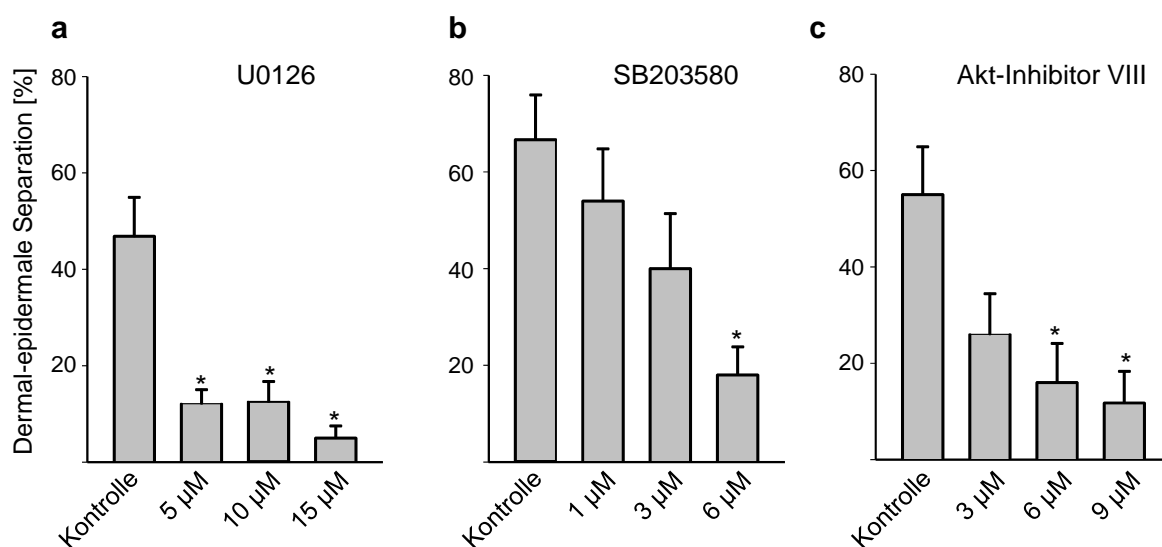 a
U0126
Dermal-epidermale Separation [%]
80
60
40
20
*
*
*
Kontrolle
5 µM
10 µM
15 µM
b
SB203580
80
60
40
20
*
Kontrolle
1 µM
3 µM
6 µM
c
Akt-Inhibitor VIII
80
60
40
20
*
*
Kontrolle
3 µM
6 µM
9 µM